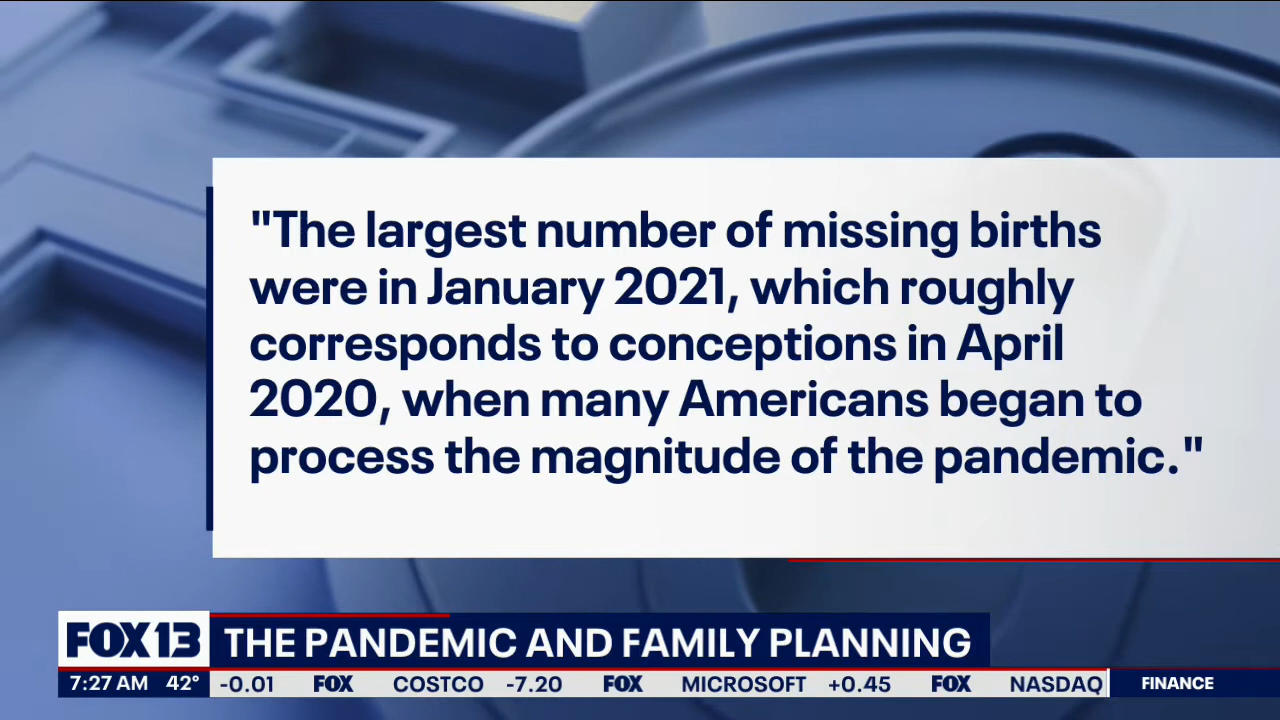 "The largest number of missing births
were in January 2021, which roughly
corresponds to conceptions in April
2020, when many Americans began to
process the magnitude of the pandemic."
FOX 13 THE PANDEMIC AND FAMILY PLANNING
7:27 AM 42° -0.01 FOX COSTCO -7.20 FOX MICROSOFT +0.45 FOX NASDAQ FINANCE